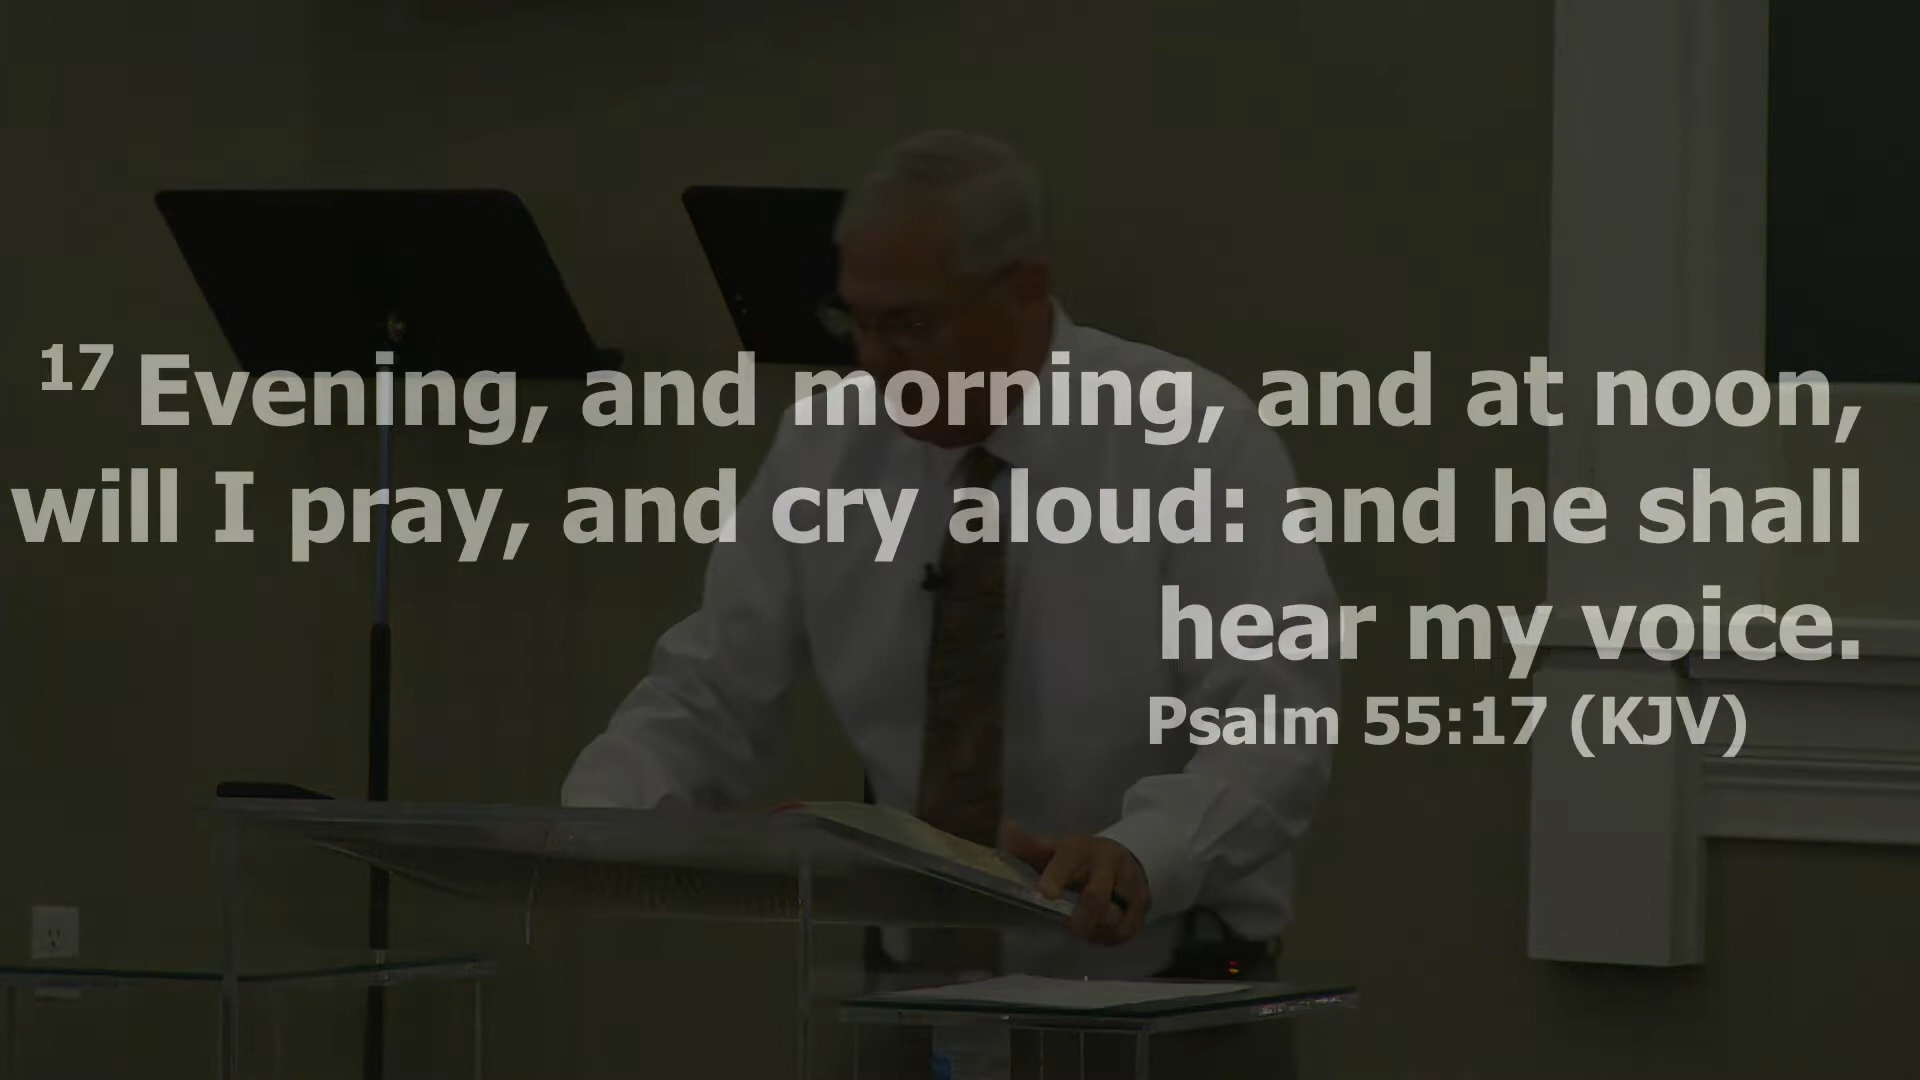 17 Evening, and morning, and at noon,
will I pray, and cry aloud: and he shall
hear my voice.
Psalm 55:17 (KJV)